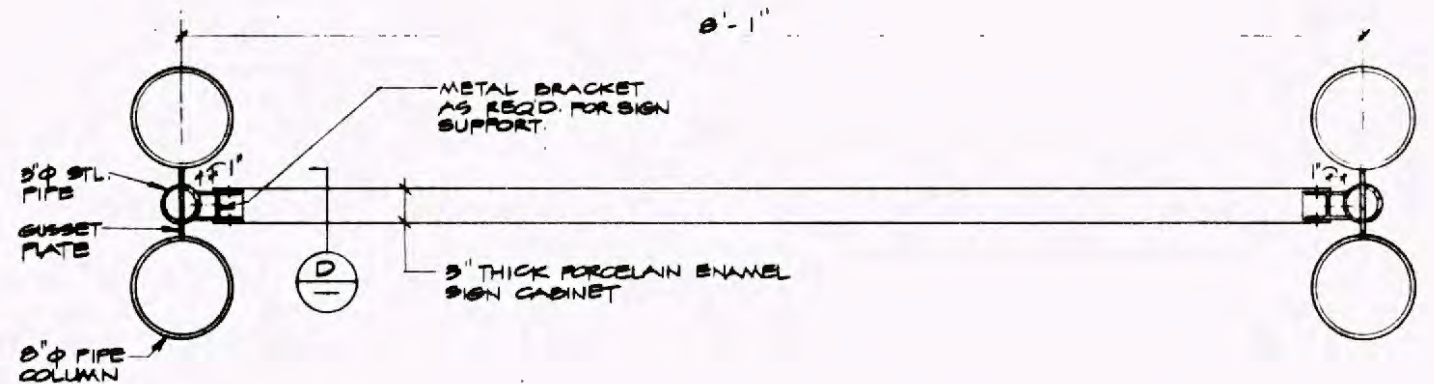 8'-1"
METAL BRACKET
AS REQ'D. FOR SIGN
SUPPORT.
3"φ STL.
PIPE
1"
1"
GUSSET
PLATE
D
3" THICK PORCELAIN ENAMEL
SIGN CABINET
8"φ PIPE
COLUMN